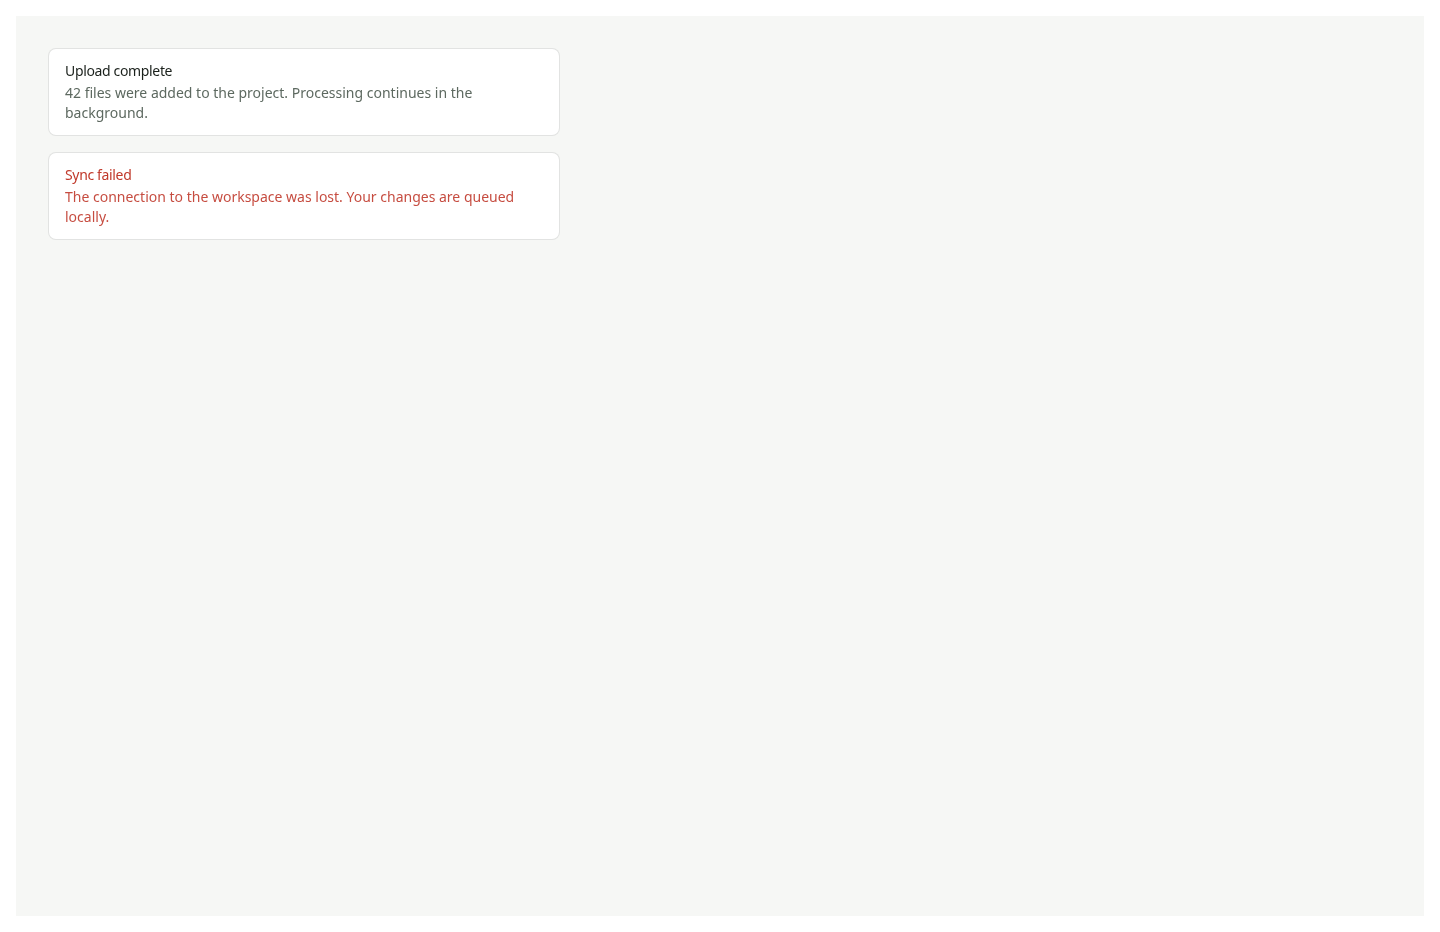 Upload complete
42 files were added to the project. Processing continues in the
background.
Sync failed
The connection to the workspace was lost. Your changes are queued
locally.